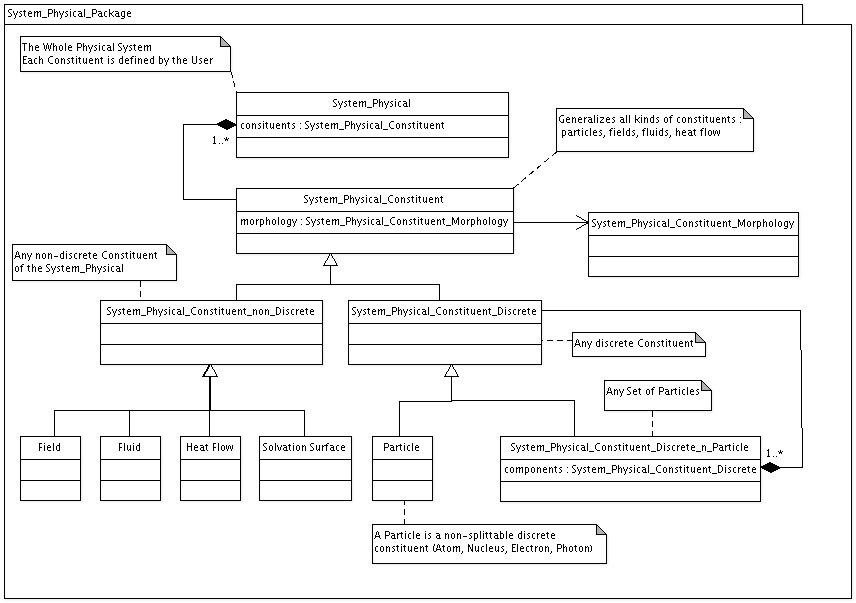 System_Physical_Package
The Whole Physical System
Each Constituent is defined by the User
System_Physical
consituents : System_Physical_Constituent
1..*
Generalizes all kinds of constituents :
particles, fields, fluids, heat flow
System_Physical_Constituent
morphology : System_Physical_Constituent_Morphology
System_Physical_Constituent_Morphology
Any non-discrete Constituent
of the System_Physical
System_Physical_Constituent_non_Discrete
System_Physical_Constituent_Discrete
Any discrete Constituent
Any Set of Particles
Field
Fluid
Heat Flow
Solvation Surface
Particle
System_Physical_Constituent_Discrete_n_Particle
components : System_Physical_Constituent_Discrete
1..*
A Particle is a non-splittable discrete
constituent (Atom, Nucleus, Electron, Photon)